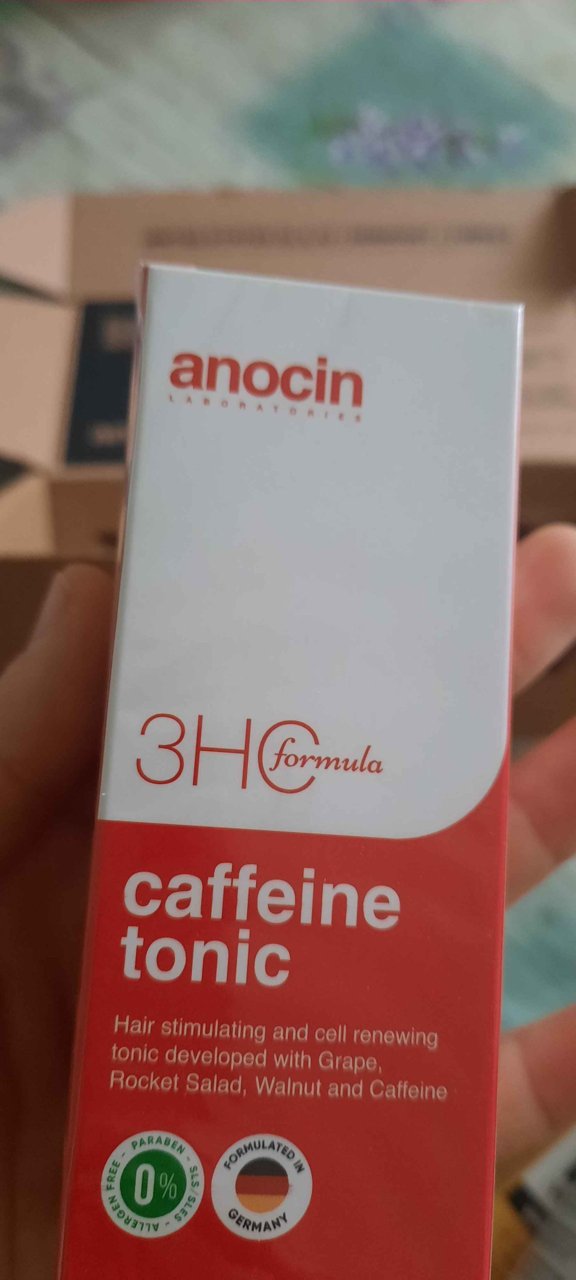 anocin
LABORATORIES
3HC formula
caffeine
tonic
Hair stimulating and cell renewing
tonic developed with Grape,
Rocket Salad, Walnut and Caffeine
PARABEN - SLS/SLES - ALLERGEN FREE -
0%
FORMULATED IN
GERMANY